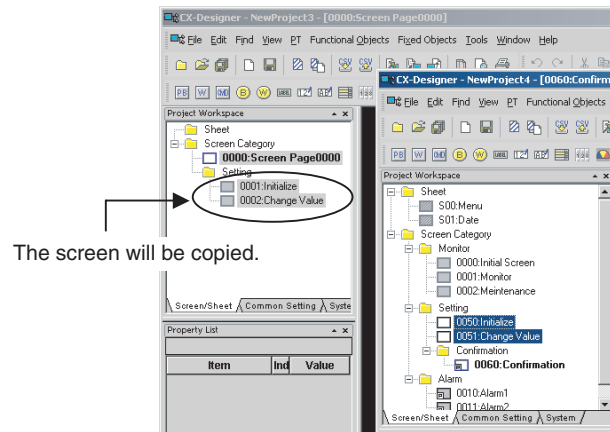 CX-Designer - NewProject3 - [0000:Screen Page0000]
File Edit Find View PT Functional Objects Fixed Objects Tools Window Help
Project Workspace
Sheet
Screen Category
0000:Screen Page0000
Setting
0001:Initialize
0002:Change Value
The screen will be copied.
Screen/Sheet Common Setting Syste
Property List
Item Ind Value
CX-Designer - NewProject4 - [0060:Confirm
File Edit Find View PT Functional Objects
Project Workspace
Sheet
S00:Menu
S01:Date
Screen Category
Monitor
0000:Initial Screen
0001:Monitor
0002:Meintenance
Setting
0050:Initialize
0051:Change Value
Confirmation
0060:Confirmation
Alarm
0010:Alarm1
0011:Alarm2
Screen/Sheet Common Setting System